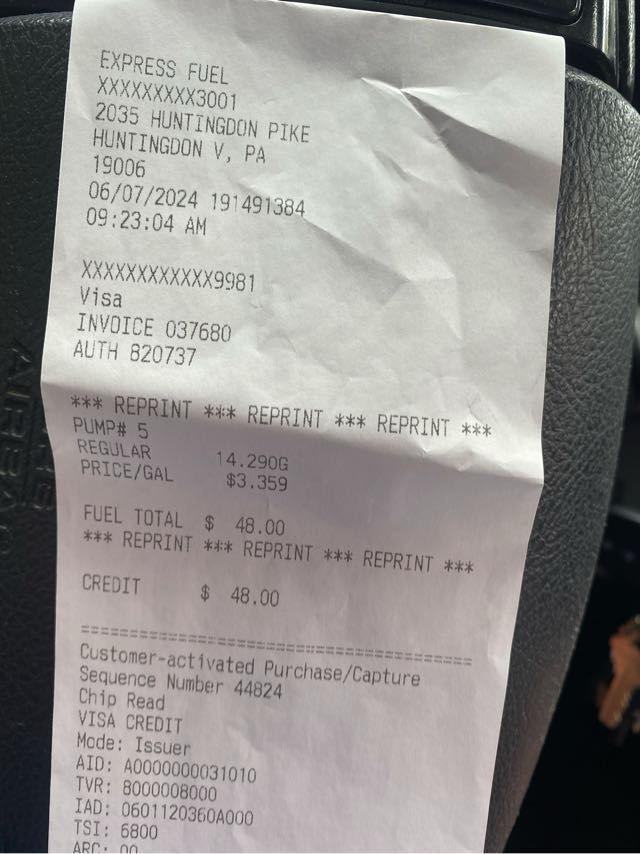 EXPRESS FUEL
XXXXXXXXX3001
2035 HUNTINGDON PIKE
HUNTINGDON V, PA
19006
06/07/2024 191491384
09:23:04 AM
XXXXXXXXXXXX9981
Visa
INVOICE 037680
AUTH 820737
*** REPRINT *** REPRINT *** REPRINT ***
PUMP# 5
REGULAR 14.290G
PRICE/GAL $3.359
FUEL TOTAL $ 48.00
*** REPRINT *** REPRINT *** REPRINT ***
CREDIT $ 48.00
=======================================
Customer-activated Purchase/Capture
Sequence Number 44824
Chip Read
VISA CREDIT
Mode: Issuer
AID: A0000000031010
TVR: 8000008000
IAD: 0601120360A000
TSI: 6800
ARC: 00
AIRBAG